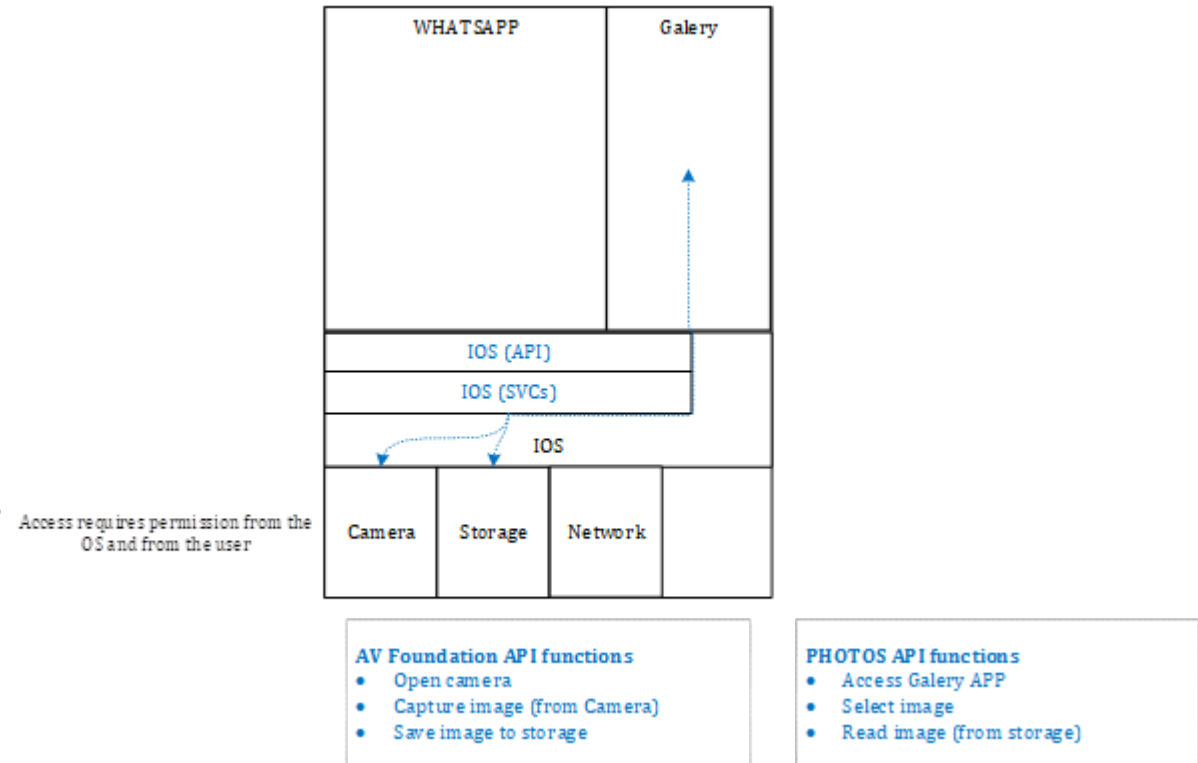 WHATSAPP
Galery
IOS (API)
IOS (SVCs)
IOS
Access requires permission from the
OS and from the user
Camera
Storage
Network
AV Foundation API functions
• Open camera
• Capture image (from Camera)
• Save image to storage
PHOTOS API functions
• Access Galery APP
• Select image
• Read image (from storage)